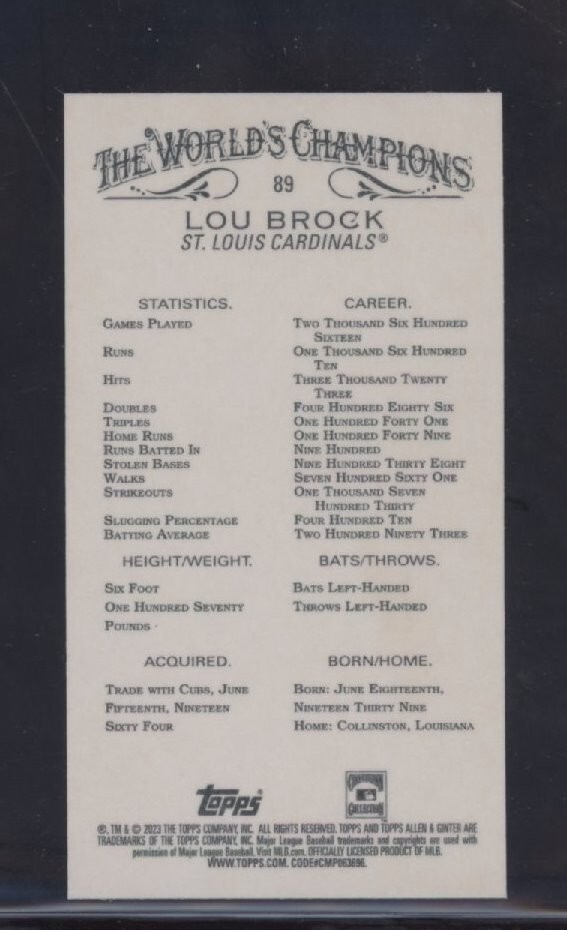 THE WORLD'S CHAMPIONS
89
LOU BROCK
ST. LOUIS CARDINALS®
STATISTICS. CAREER.
GAMES PLAYED TWO THOUSAND SIX HUNDRED
SIXTEEN
RUNS ONE THOUSAND SIX HUNDRED
TEN
HITS THREE THOUSAND TWENTY
THREE
DOUBLES FOUR HUNDRED EIGHTY SIX
TRIPLES ONE HUNDRED FORTY ONE
HOME RUNS ONE HUNDRED FORTY NINE
RUNS BATTED IN NINE HUNDRED
STOLEN BASES NINE HUNDRED THIRTY EIGHT
WALKS SEVEN HUNDRED SIXTY ONE
STRIKEOUTS ONE THOUSAND SEVEN
HUNDRED THIRTY
SLUGGING PERCENTAGE FOUR HUNDRED TEN
BATTING AVERAGE TWO HUNDRED NINETY THREE
HEIGHT/WEIGHT. BATS/THROWS.
SIX FOOT BATS LEFT-HANDED
ONE HUNDRED SEVENTY THROWS LEFT-HANDED
POUNDS
ACQUIRED. BORN/HOME.
TRADE WITH CUBS, JUNE BORN: JUNE EIGHTEENTH,
FIFTEENTH, NINETEEN NINETEEN THIRTY NINE
SIXTY FOUR HOME: COLLINSTON, LOUISIANA
Topps COOPERSTOWN
COLLECTION
®, TM & © 2023 THE TOPPS COMPANY, INC. ALL RIGHTS RESERVED. TOPPS AND TOPPS ALLEN & GINTER ARE
TRADEMARKS OF THE TOPPS COMPANY, INC. Major League Baseball trademarks and copyrights are used with
permission of Major League Baseball. Visit MLB.com. OFFICIALLY LICENSED PRODUCT OF MLB.
WWW.TOPPS.COM. CODE#CMP063696.